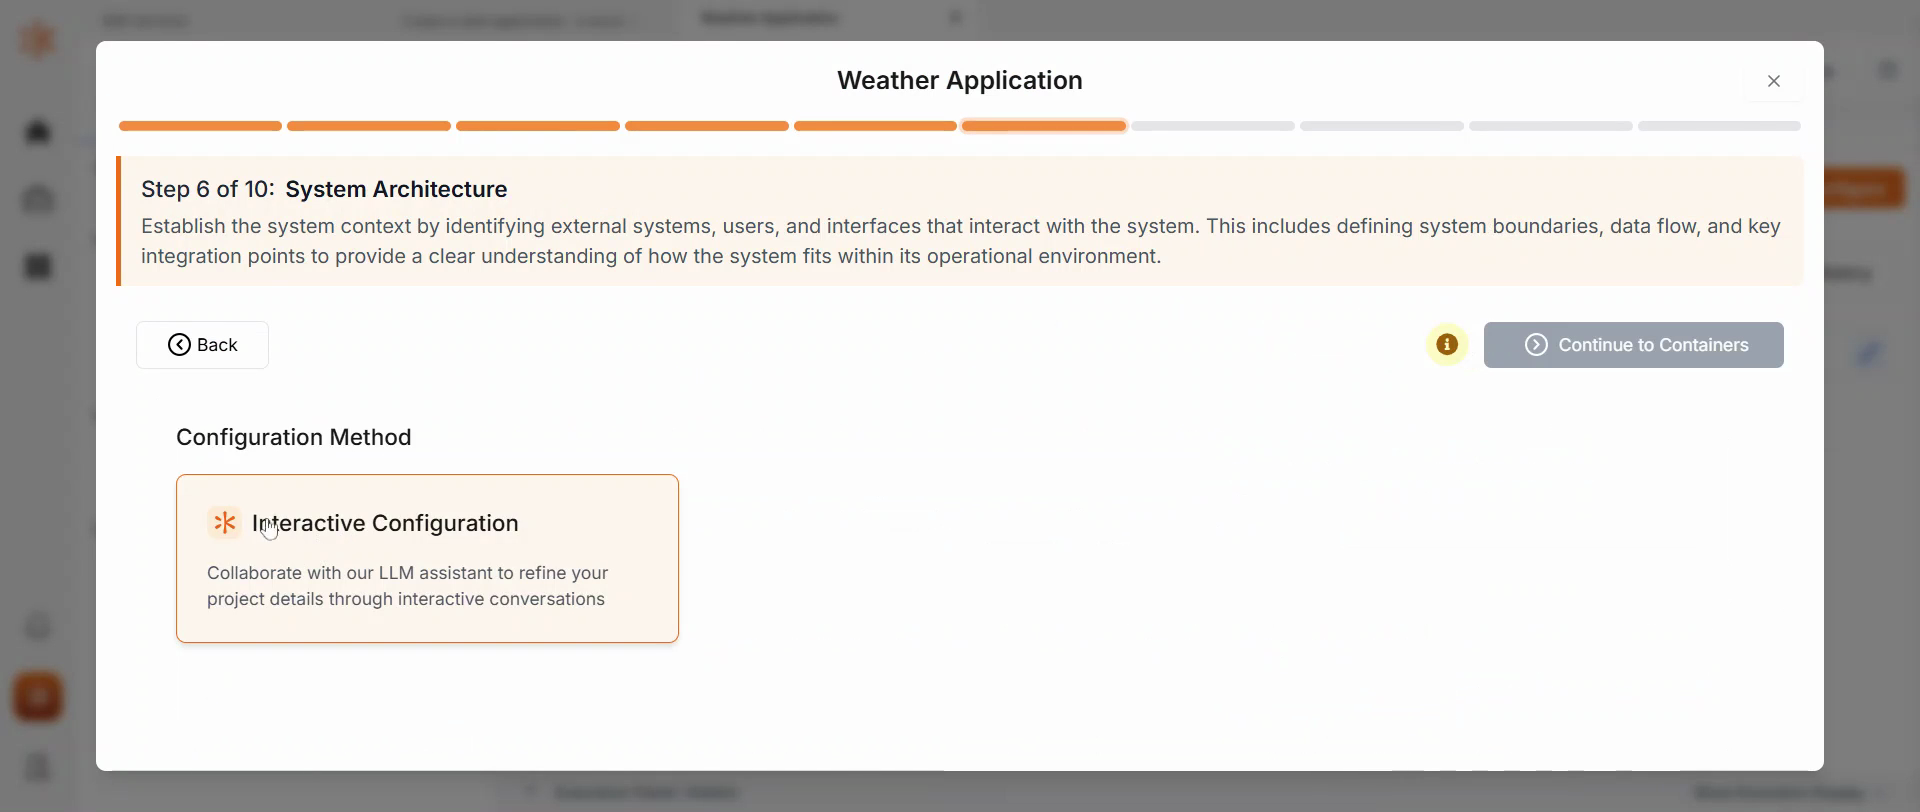 Weather Application
Step 6 of 10: System Architecture
Establish the system context by identifying external systems, users, and interfaces that interact with the system. This includes defining system boundaries, data flow, and key
integration points to provide a clear understanding of how the system fits within its operational environment.
Back
Continue to Containers
Configuration Method
Interactive Configuration
Collaborate with our LLM assistant to refine your
project details through interactive conversations